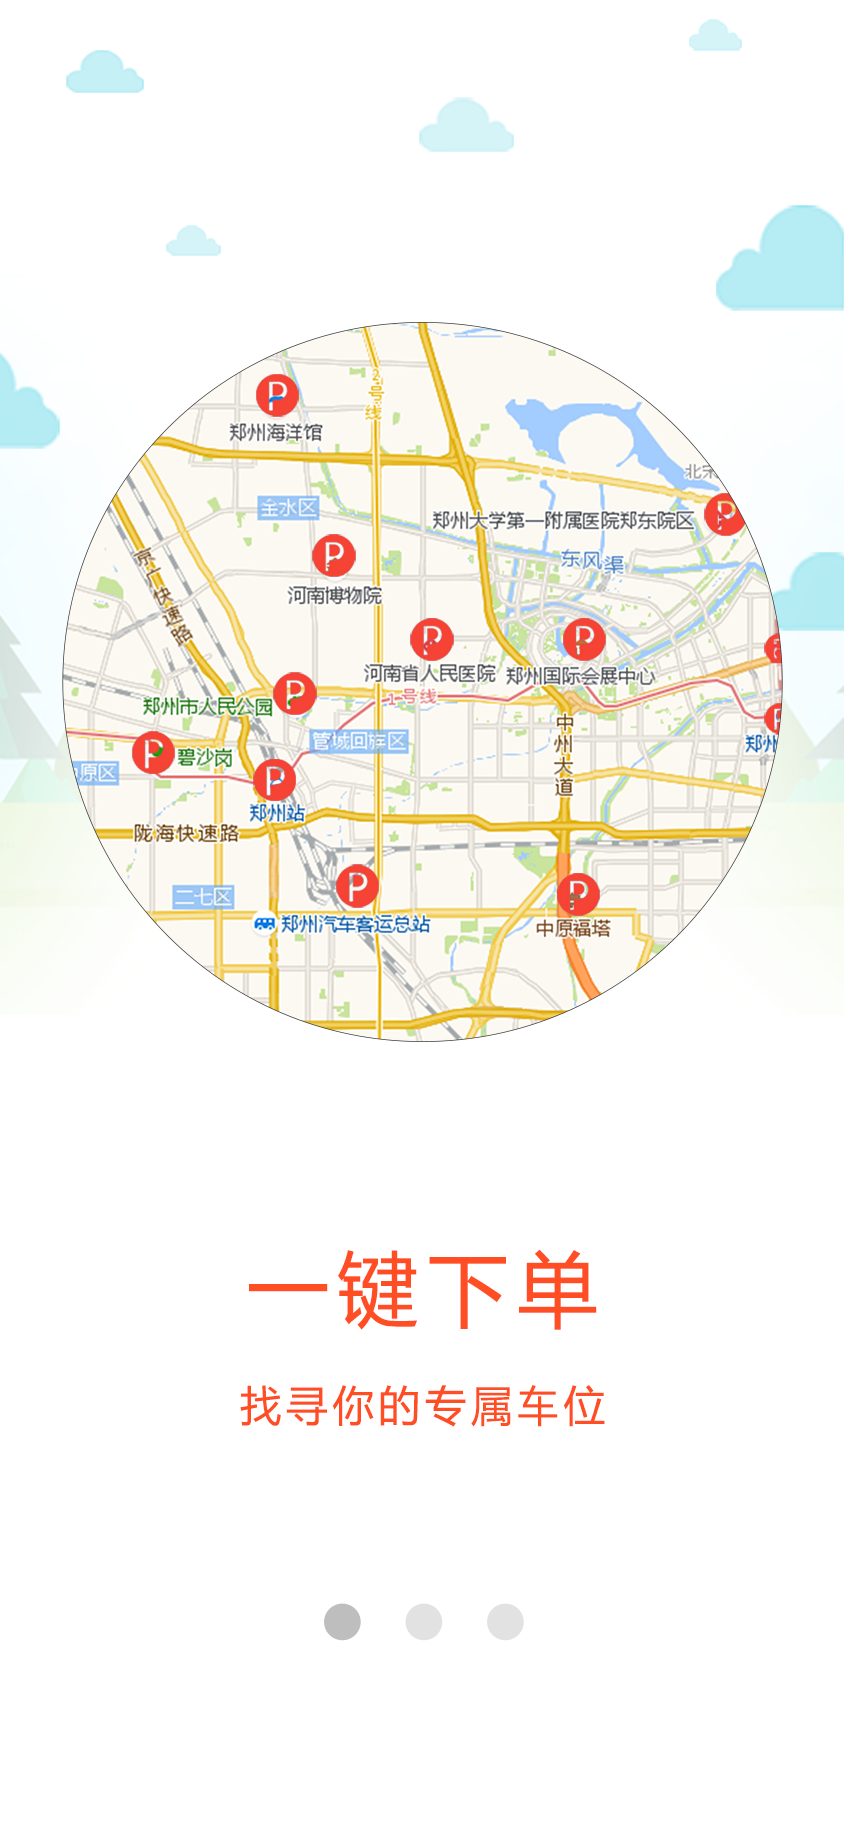 2号线
郑州海洋馆
金水区
郑州大学第一附属医院郑东院区
东风渠
京广快速路
河南博物院
河南省人民医院
郑州国际会展中心
1号线
郑州市人民公园
中州大道
管城回族区
碧沙岗
原区
郑州站
陇海快速路
二七区
郑州汽车客运总站
中原福塔
一键下单
找寻你的专属车位